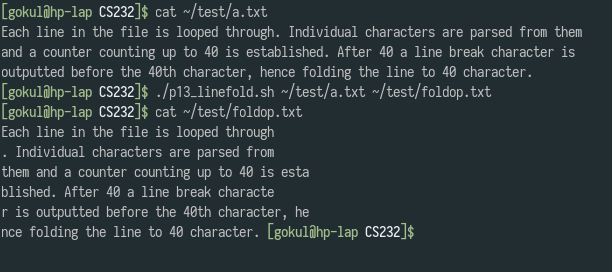 [gokul@hp-lap CS232]$ cat ~/test/a.txt
Each line in the file is looped through. Individual characters are parsed from them
and a counter counting up to 40 is established. After 40 a line break character is
outputted before the 40th character, hence folding the line to 40 character.
[gokul@hp-lap CS232]$ ./p13_linefold.sh ~/test/a.txt ~/test/foldop.txt
[gokul@hp-lap CS232]$ cat ~/test/foldop.txt
Each line in the file is looped through
. Individual characters are parsed from
them and a counter counting up to 40 is esta
blished. After 40 a line break characte
r is outputted before the 40th character, he
nce folding the line to 40 character. [gokul@hp-lap CS232]$